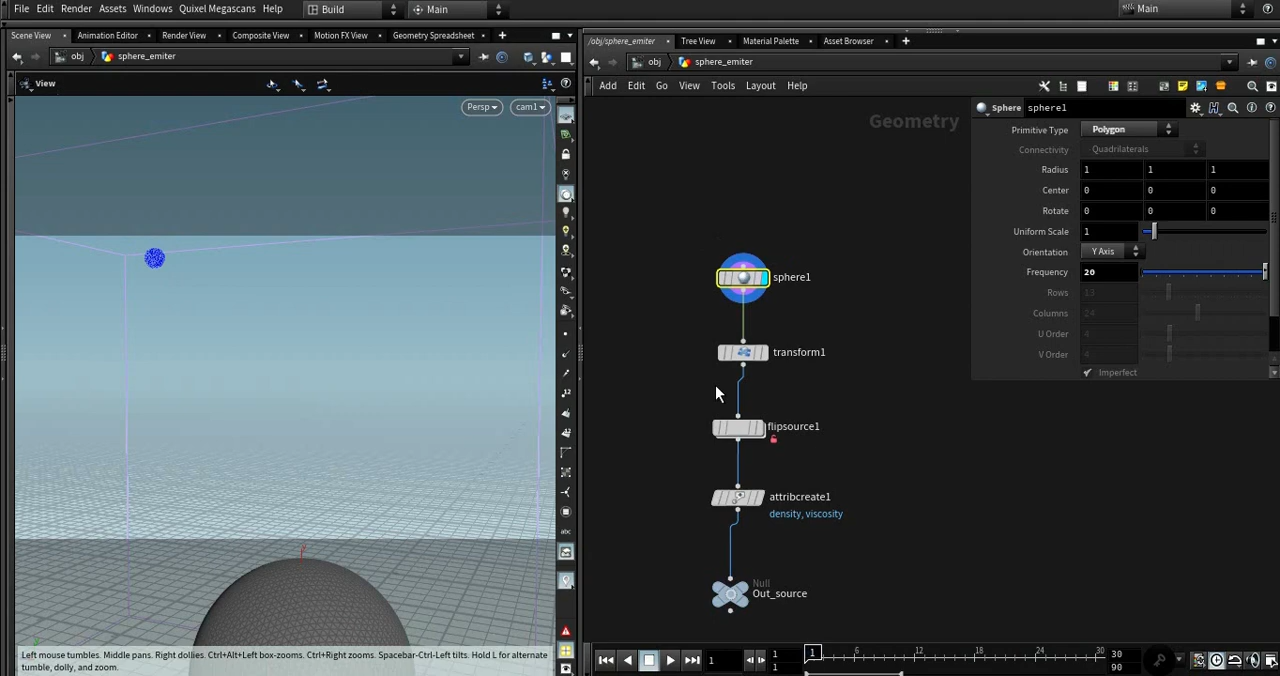 File Edit Render Assets Windows Quixel Megascans Help Build Main Main
Scene View Animation Editor Render View Composite View Motion FX View Geometry Spreadsheet
/obj/sphere_emiter Tree View Material Palette Asset Browser
obj sphere_emiter
obj sphere_emiter
View
Add Edit Go View Tools Layout Help
Persp cam1
Geometry
Sphere sphere1
Primitive Type Polygon
Connectivity Quadrilaterals
Radius 1 1 1
Center 0 0 0
Rotate 0 0 0
Uniform Scale 1
Orientation Y Axis
Frequency 20
Rows 13
Columns 24
U Order 4
V Order 4
Imperfect
sphere1
transform1
flipsource1
attribcreate1
density, viscosity
Null
Out_source
Left mouse tumbles. Middle pans. Right dollies. Ctrl+Alt+Left box-zooms. Ctrl+Right zooms. Spacebar-Ctrl-Left tilts. Hold L for alternate
tumble, dolly, and zoom.
1 1 1 1 6 12 18 24 30 30 90